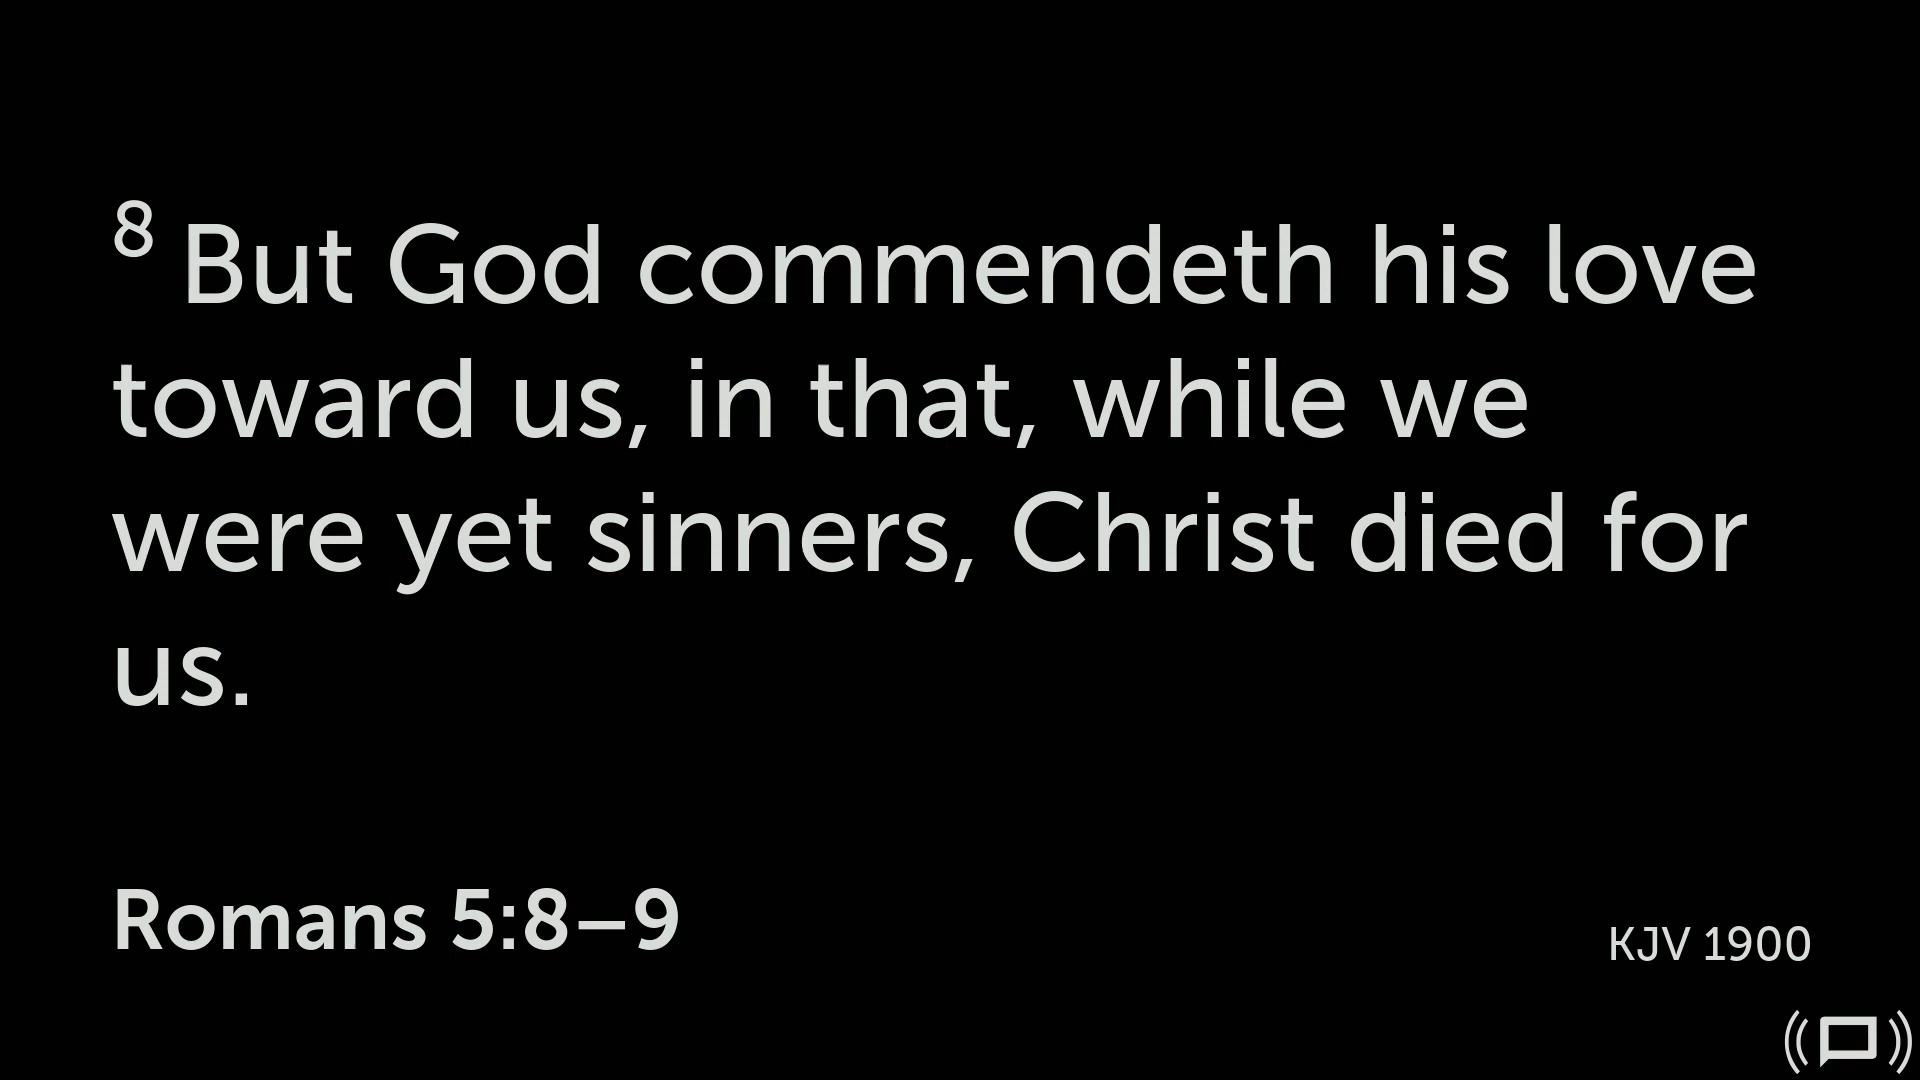 8 But God commendeth his love
toward us, in that, while we
were yet sinners, Christ died for
us.
Romans 5:8–9
KJV 1900